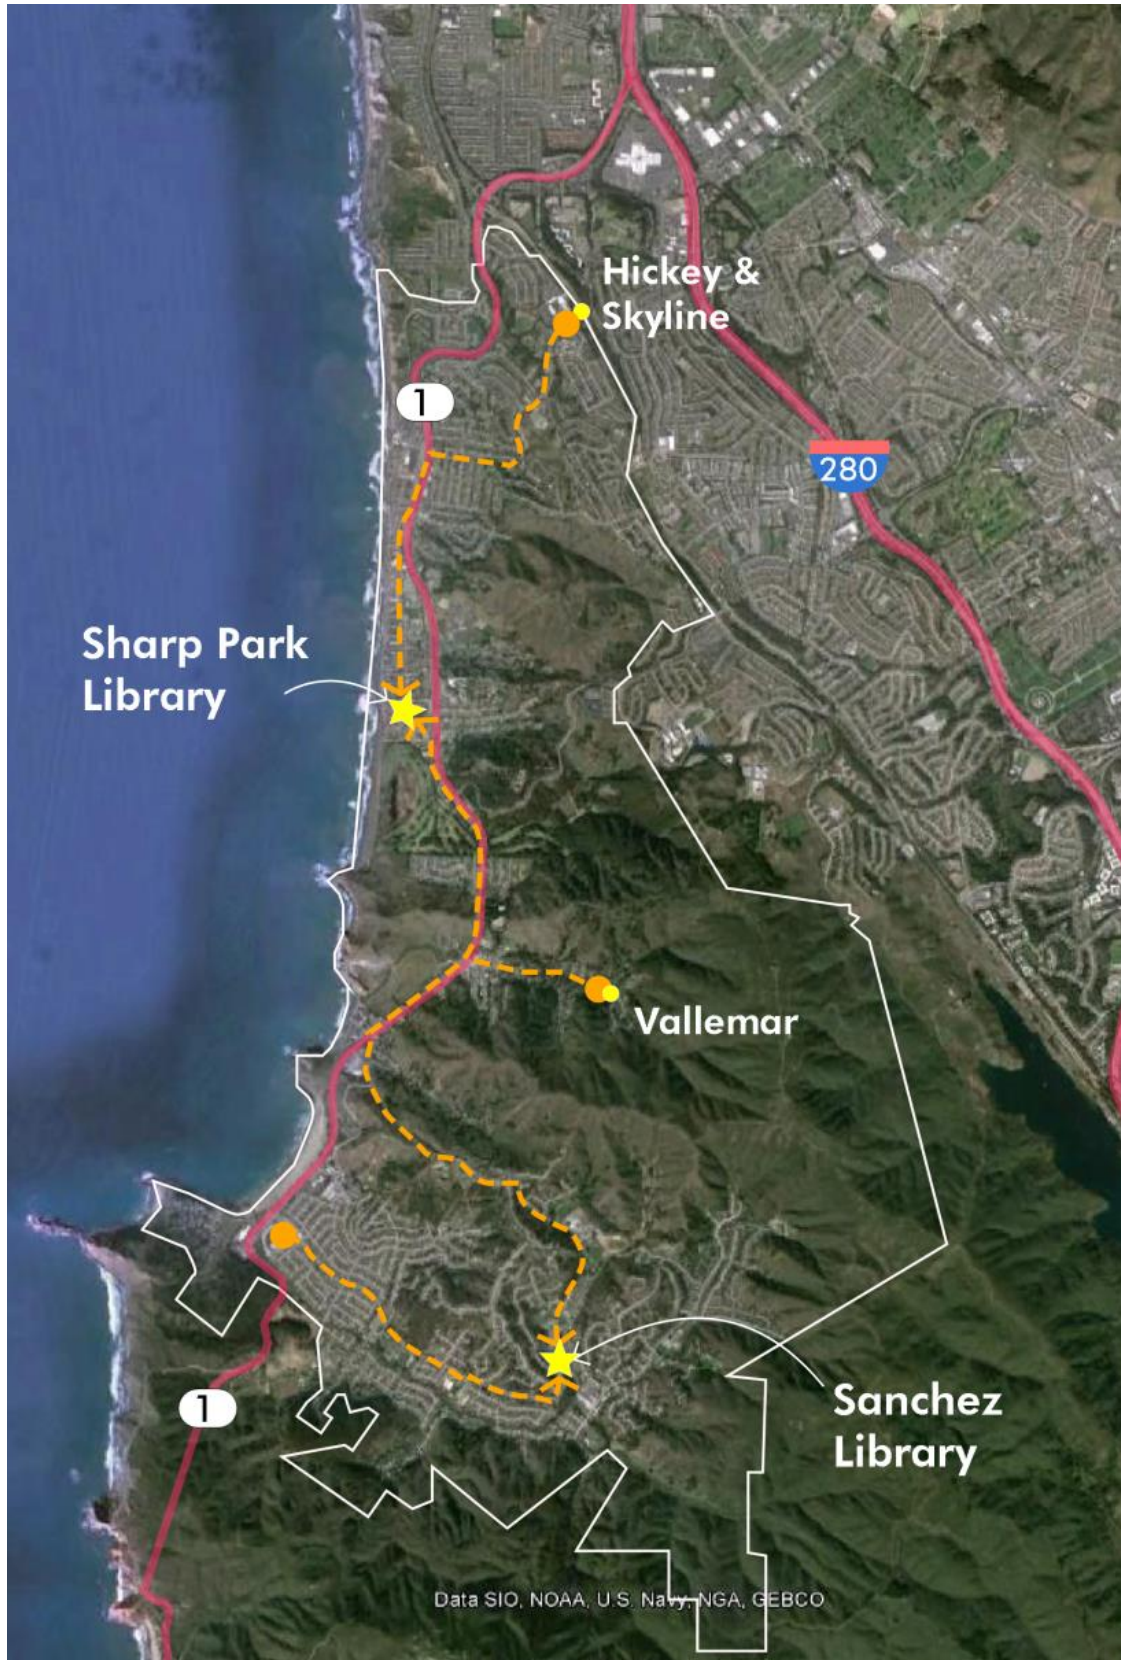 Hickey &
Skyline
1
280
Sharp Park
Library
Vallemar
1
Sanchez
Library
Data SIO, NOAA, U.S. Navy, NGA, GEBCO